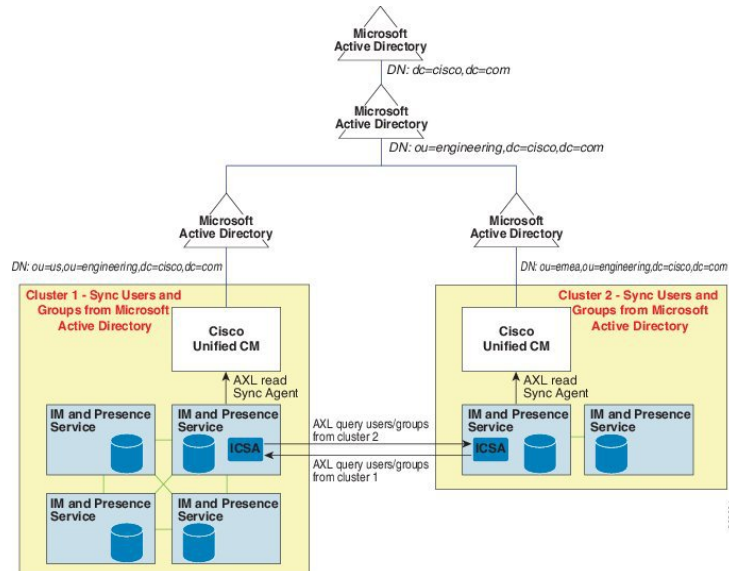 Microsoft
Active Directory
DN: dc=cisco,dc=com
Microsoft
Active Directory
DN: ou=engineering,dc=cisco,dc=com
Microsoft
Active Directory
Microsoft
Active Directory
DN: ou=us,ou=engineering,dc=cisco,dc=com
DN: ou=emea,ou=engineering,dc=cisco,dc=com
Cluster 1 - Sync Users and
Groups from Microsoft
Active Directory
Cisco
Unified CM
AXL read
Sync Agent
IM and Presence
Service
IM and Presence
Service
ICSA
IM and Presence
Service
IM and Presence
Service
AXL query users/groups
from cluster 2
AXL query users/groups
from cluster 1
Cluster 2 - Sync Users and
Groups from Microsoft
Active Directory
Cisco
Unified CM
AXL read
Sync Agent
IM and Presence
Service
ICSA
IM and Presence
Service